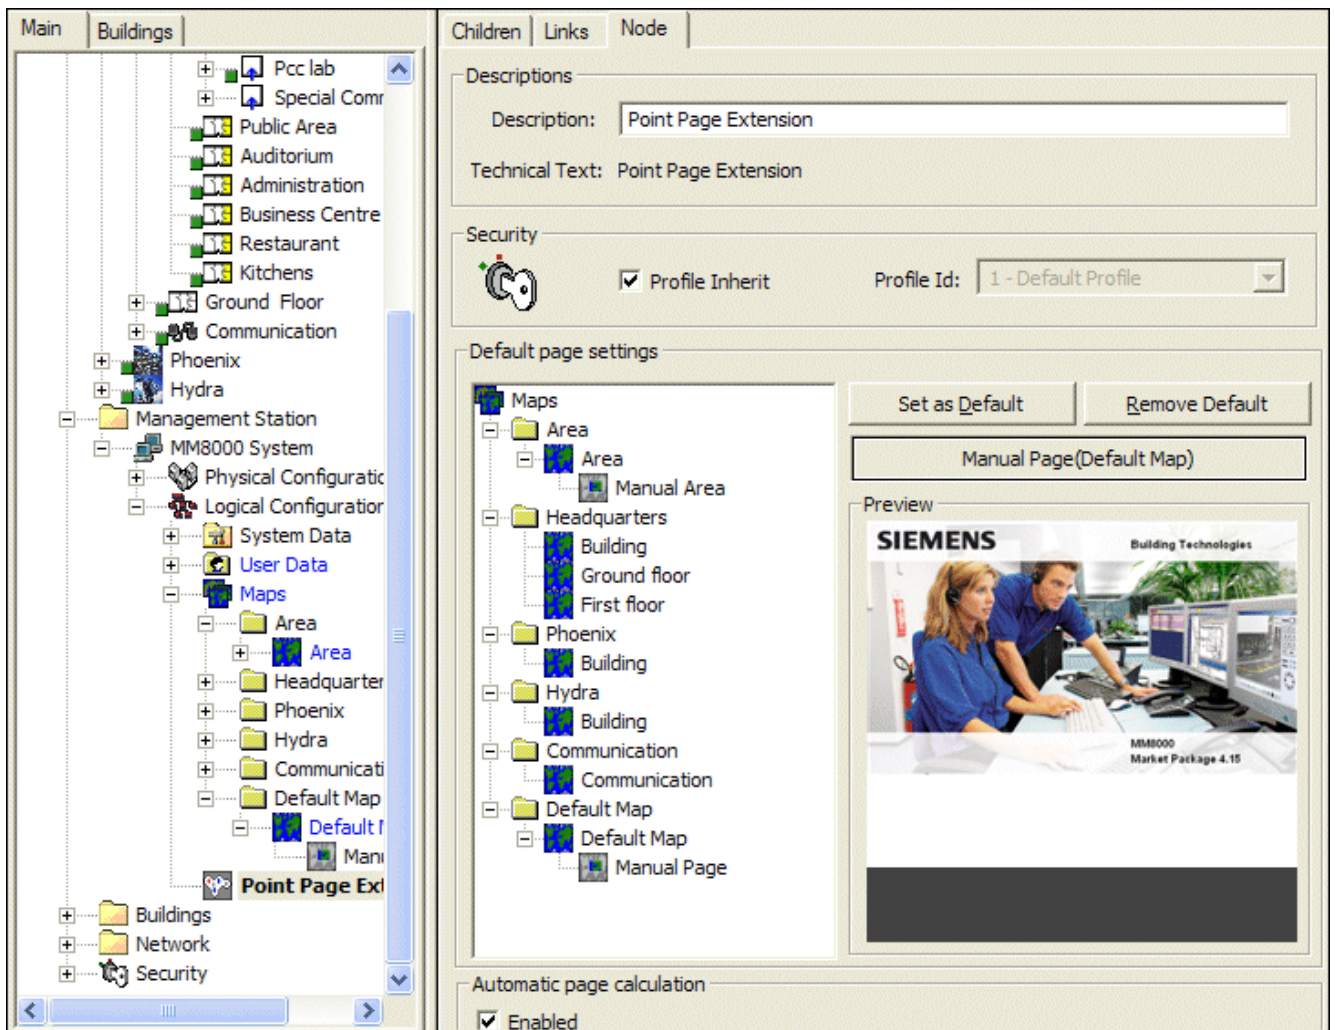 Main
Buildings
Pcc lab
Special Comr
Public Area
Auditorium
Administration
Business Centre
Restaurant
Kitchens
Ground Floor
Communication
Phoenix
Hydra
Management Station
MM8000 System
Physical Configuratic
Logical Configuration
System Data
User Data
Maps
Area
Area
Headquarter
Phoenix
Hydra
Communicati
Default Map
Default M
Manu
Point Page Ext
Buildings
Network
Security
Children
Links
Node
Descriptions
Description: Point Page Extension
Technical Text: Point Page Extension
Security
Profile Inherit
Profile Id: 1 - Default Profile
Default page settings
Maps
Area
Area
Manual Area
Headquarters
Building
Ground floor
First floor
Phoenix
Building
Hydra
Building
Communication
Communication
Default Map
Default Map
Manual Page
Set as Default
Remove Default
Manual Page(Default Map)
Preview
SIEMENS
Building Technologies
MM8000
Market Package 4.15
Automatic page calculation
Enabled